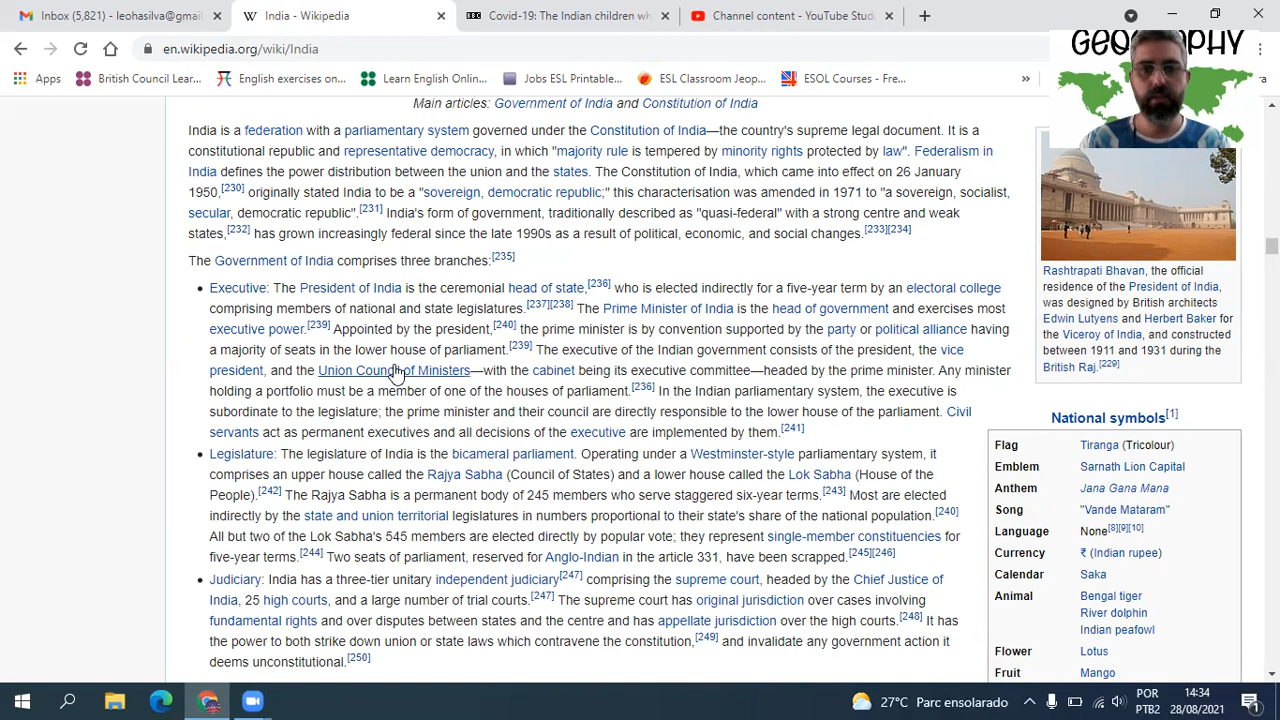 Inbox (5,821) - leohasilva@gmai
India - Wikipedia
BBC
Covid-19: The Indian children wh
Channel content - YouTube Stud
en.wikipedia.org/wiki/India
GEOGRAPHY
Apps
British Council Lear...
English exercises on...
Learn English Onlin...
Jobs ESL Printable...
ESL Classroom Jeop...
ESOL Courses - Fre...
»
Main articles: Government of India and Constitution of India
India is a federation with a parliamentary system governed under the Constitution of India—the country's supreme legal document. It is a
constitutional republic and representative democracy, in which "majority rule is tempered by minority rights protected by law". Federalism in
India defines the power distribution between the union and the states. The Constitution of India, which came into effect on 26 January
1950,[230] originally stated India to be a "sovereign, democratic republic;" this characterisation was amended in 1971 to "a sovereign, socialist,
secular, democratic republic".[231] India's form of government, traditionally described as "quasi-federal" with a strong centre and weak
states,[232] has grown increasingly federal since the late 1990s as a result of political, economic, and social changes.[233][234]
The Government of India comprises three branches:[235]
• Executive: The President of India is the ceremonial head of state,[236] who is elected indirectly for a five-year term by an electoral college
comprising members of national and state legislatures.[237][238] The Prime Minister of India is the head of government and exercises most
executive power.[239] Appointed by the president,[240] the prime minister is by convention supported by the party or political alliance having
a majority of seats in the lower house of parliament.[239] The executive of the Indian government consists of the president, the vice
president, and the Union Council of Ministers—with the cabinet being its executive committee—headed by the prime minister. Any minister
holding a portfolio must be a member of one of the houses of parliament.[236] In the Indian parliamentary system, the executive is
subordinate to the legislature; the prime minister and their council are directly responsible to the lower house of the parliament. Civil
servants act as permanent executives and all decisions of the executive are implemented by them.[241]
• Legislature: The legislature of India is the bicameral parliament. Operating under a Westminster-style parliamentary system, it
comprises an upper house called the Rajya Sabha (Council of States) and a lower house called the Lok Sabha (House of the
People).[242] The Rajya Sabha is a permanent body of 245 members who serve staggered six-year terms.[243] Most are elected
indirectly by the state and union territorial legislatures in numbers proportional to their state's share of the national population.[240]
All but two of the Lok Sabha's 545 members are elected directly by popular vote; they represent single-member constituencies for
five-year terms.[244] Two seats of parliament, reserved for Anglo-Indian in the article 331, have been scrapped.[245][246]
• Judiciary: India has a three-tier unitary independent judiciary[247] comprising the supreme court, headed by the Chief Justice of
India, 25 high courts, and a large number of trial courts.[247] The supreme court has original jurisdiction over cases involving
fundamental rights and over disputes between states and the centre and has appellate jurisdiction over the high courts.[248] It has
the power to both strike down union or state laws which contravene the constitution,[249] and invalidate any government action it
deems unconstitutional.[250]
Rashtrapati Bhavan, the official
residence of the President of India,
was designed by British architects
Edwin Lutyens and Herbert Baker for
the Viceroy of India, and constructed
between 1911 and 1931 during the
British Raj.[229]
National symbols[1]
Flag Tiranga (Tricolour)
Emblem Sarnath Lion Capital
Anthem Jana Gana Mana
Song "Vande Mataram"
Language None[8][9][10]
Currency ₹ (Indian rupee)
Calendar Saka
Animal Bengal tiger
River dolphin
Indian peafowl
Flower Lotus
Fruit Mango
27°C Parc ensolarado
POR
PTB2
14:34
28/08/2021
1